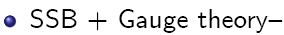 SSB + Gauge theory–